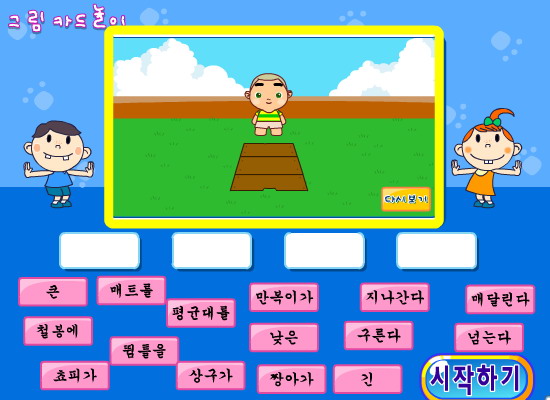 그림 카드놀이
다시보기
큰
매트를
평균대를
만복이가
지나간다
매달린다
철봉에
뜀틀을
낮은
구른다
넘는다
쵸피가
상구가
짱아가
긴
시작하기